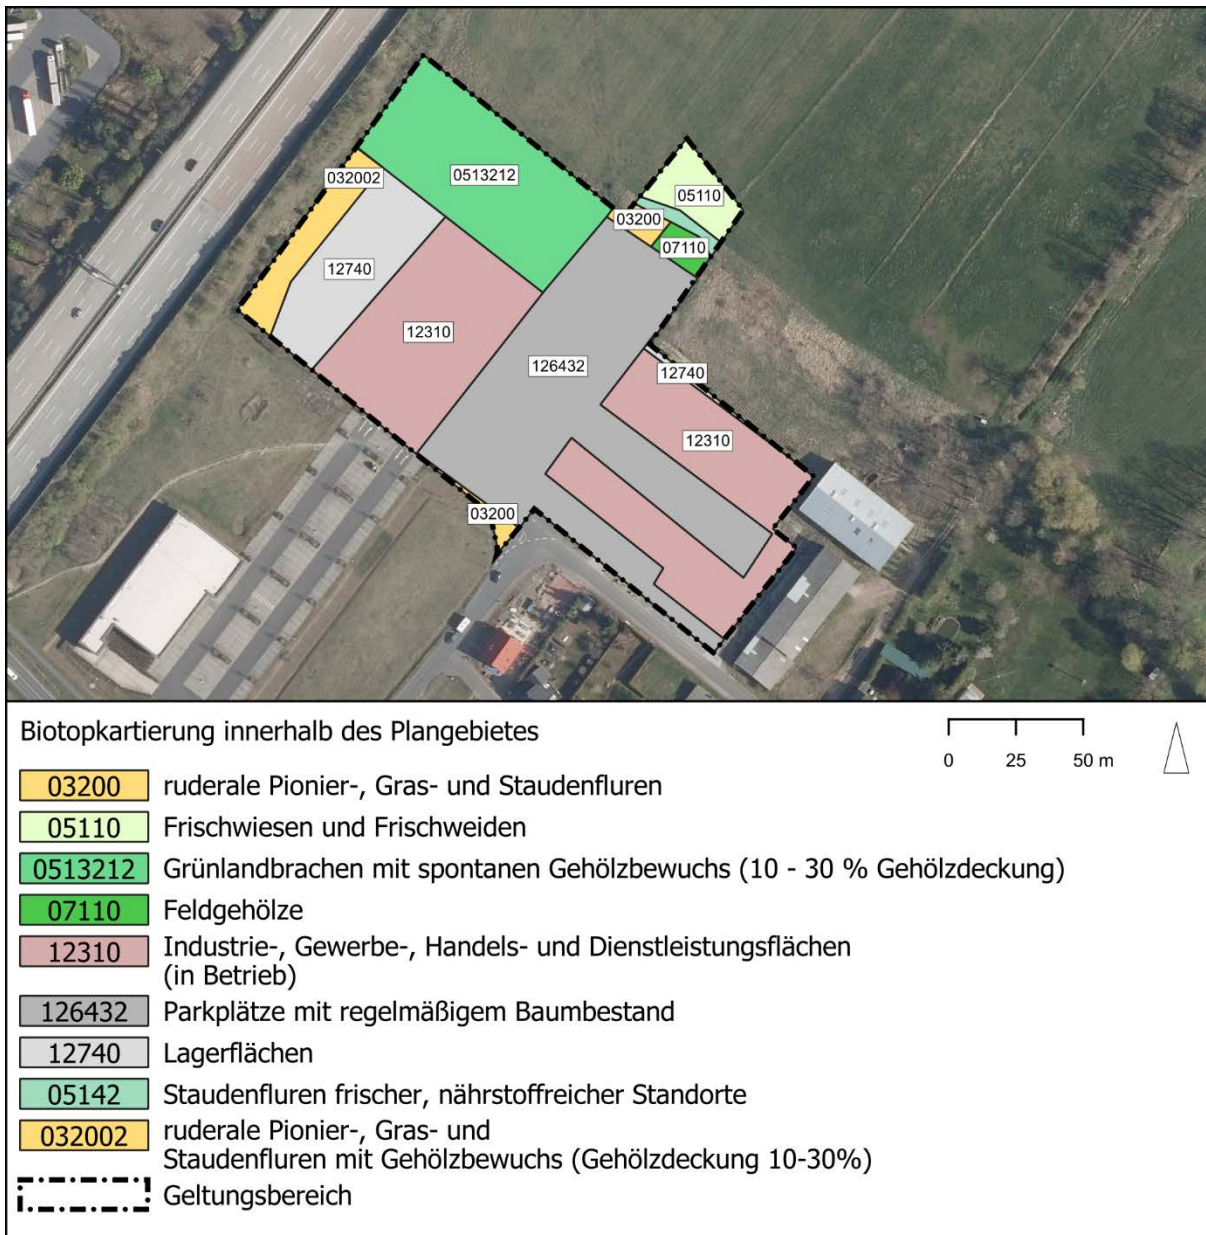 032002
0513212
05110
03200
07110
12740
12310
126432
12740
12310
03200
Biotopkartierung innerhalb des Plangebietes
0 25 50 m
03200 ruderale Pionier-, Gras- und Staudenfluren
05110 Frischwiesen und Frischweiden
0513212 Grünlandbrachen mit spontanen Gehölzbewuchs (10 - 30 % Gehölzdeckung)
07110 Feldgehölze
12310 Industrie-, Gewerbe-, Handels- und Dienstleistungsflächen
(in Betrieb)
126432 Parkplätze mit regelmäßigem Baumbestand
12740 Lagerflächen
05142 Staudenfluren frischer, nährstoffreicher Standorte
032002 ruderale Pionier-, Gras- und
Staudenfluren mit Gehölzbewuchs (Gehölzdeckung 10-30%)
Geltungsbereich